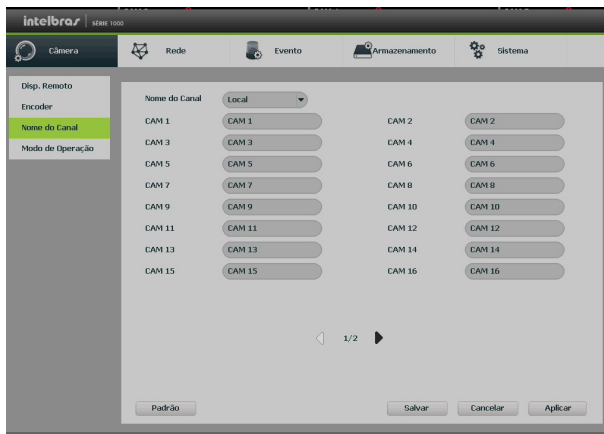 intelbras SÉRIE 1000
Câmera Rede Evento Armazenamento Sistema
Disp. Remoto
Encoder
Nome do Canal
Modo de Operação
Nome do Canal Local
CAM 1 CAM 1 CAM 2 CAM 2
CAM 3 CAM 3 CAM 4 CAM 4
CAM 5 CAM 5 CAM 6 CAM 6
CAM 7 CAM 7 CAM 8 CAM 8
CAM 9 CAM 9 CAM 10 CAM 10
CAM 11 CAM 11 CAM 12 CAM 12
CAM 13 CAM 13 CAM 14 CAM 14
CAM 15 CAM 15 CAM 16 CAM 16
1/2
Padrão Salvar Cancelar Aplicar